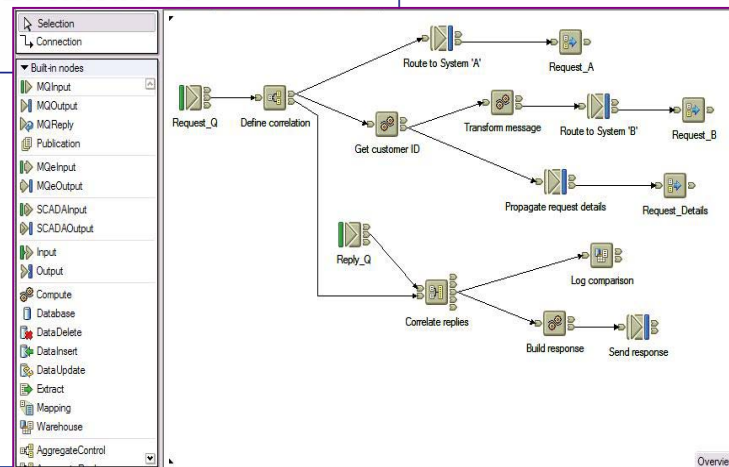 Selection
Connection
Built-in nodes
MQInput
MQOutput
MQReply
Publication
MQeInput
MQeOutput
SCADAInput
SCADAOutput
Input
Output
Compute
Database
DataDelete
DataInsert
DataUpdate
Extract
Mapping
Warehouse
AggregateControl
Route to System 'A'
Request_A
Request_Q
Define correlation
Get customer ID
Transform message
Route to System 'B'
Request_B
Propagate request details
Request_Details
Reply_Q
Correlate replies
Log comparison
Build response
Send response
Overvie